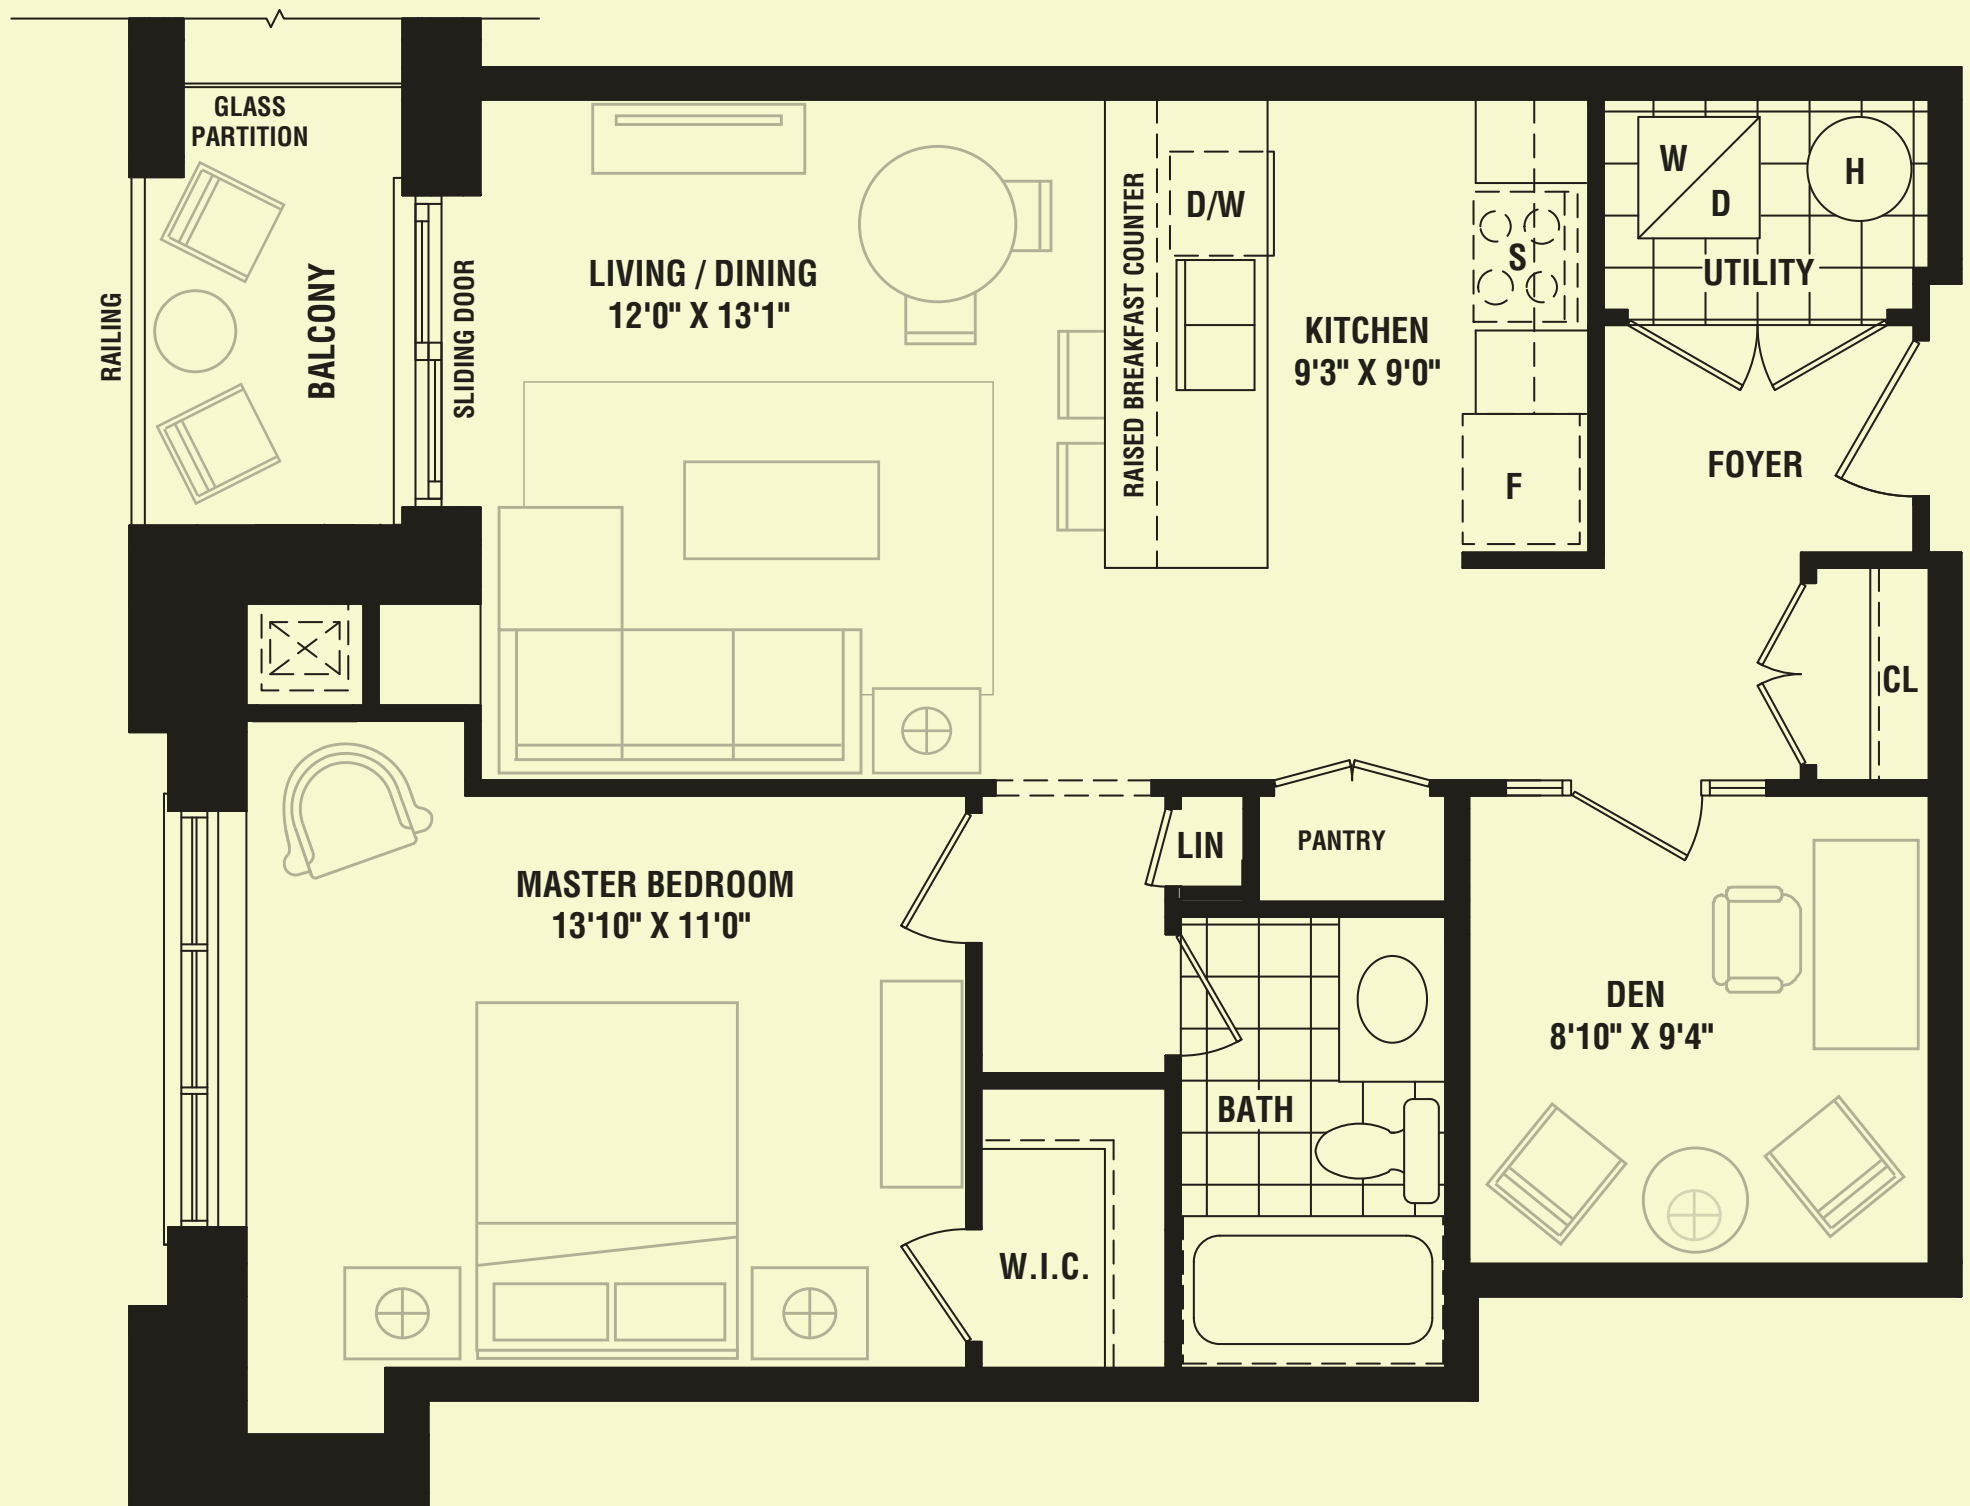 GLASS
PARTITION
RAILING
BALCONY
SLIDING DOOR
LIVING / DINING
12'0" X 13'1"
RAISED BREAKFAST COUNTER
D/W
KITCHEN
9'3" X 9'0"
S
F
W
D
H
UTILITY
FOYER
CL
MASTER BEDROOM
13'10" X 11'0"
LIN
PANTRY
DEN
8'10" X 9'4"
BATH
W.I.C.